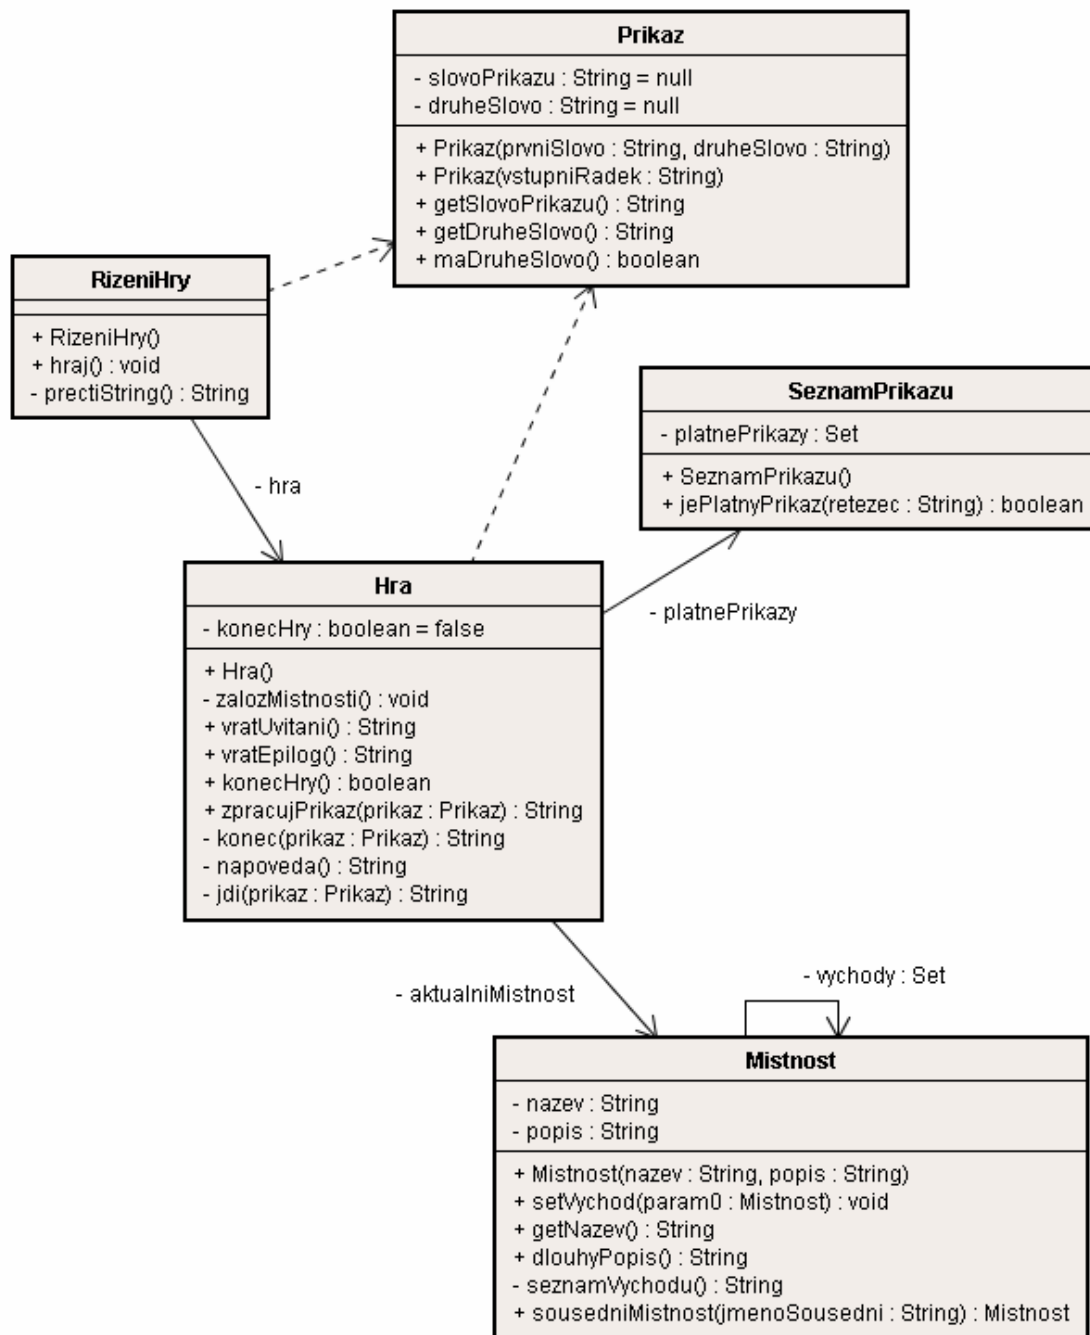 Prikaz
- slovoPrikazu : String = null
- druheSlovo : String = null
+ Prikaz(prvniSlovo : String, druheSlovo : String)
+ Prikaz(vstupniRadek : String)
+ getSlovoPrikazu() : String
+ getDruheSlovo() : String
+ maDruheSlovo() : boolean
RizeniHry
+ RizeniHry()
+ hraj() : void
- prectiString() : String
SeznamPrikazu
- platnePrikazy : Set
+ SeznamPrikazu()
+ jePlatnyPrikaz(retezec : String) : boolean
- hra
- platnePrikazy
Hra
- konecHry : boolean = false
+ Hra()
- zalozMistnosti() : void
+ vratUvitani() : String
+ vratEpilog() : String
+ konecHry() : boolean
+ zpracujPrikaz(prikaz : Prikaz) : String
- konec(prikaz : Prikaz) : String
- napoveda() : String
- jdi(prikaz : Prikaz) : String
- aktualniMistnost
- vychody : Set
Mistnost
- nazev : String
- popis : String
+ Mistnost(nazev : String, popis : String)
+ setVychod(param0 : Mistnost) : void
+ getNazev() : String
+ dlouhyPopis() : String
- seznamVychodu() : String
+ sousedniMistnost(jmenoSousedni : String) : Mistnost